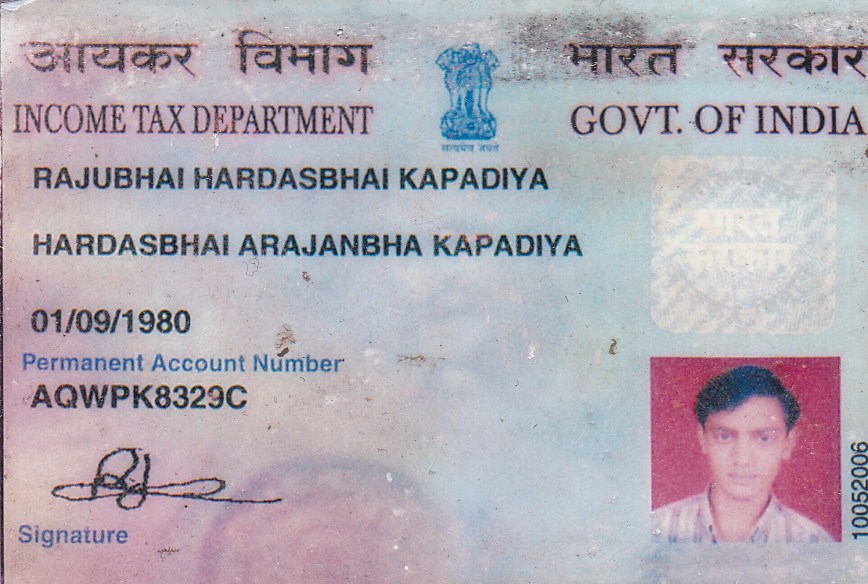 आयकर विभाग भारत सरकार
INCOME TAX DEPARTMENT GOVT. OF INDIA
सत्यमेव जयते
RAJUBHAI HARDASBHAI KAPADIYA
भारत
सरकार
HARDASBHAI ARAJANBHA KAPADIYA
01/09/1980
Permanent Account Number
AQWPK8329C
10052006
Signature